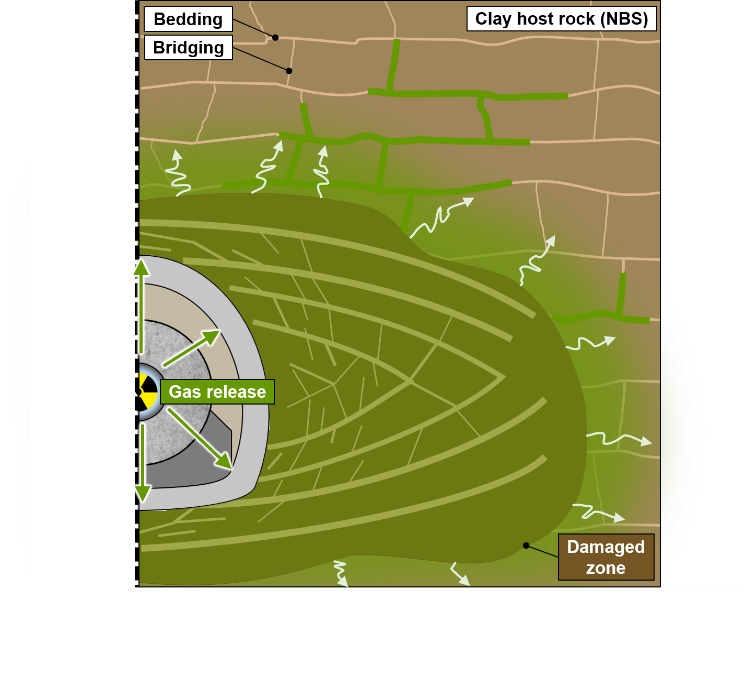 Bedding
Clay host rock (NBS)
Bridging
Gas release
Damaged
zone